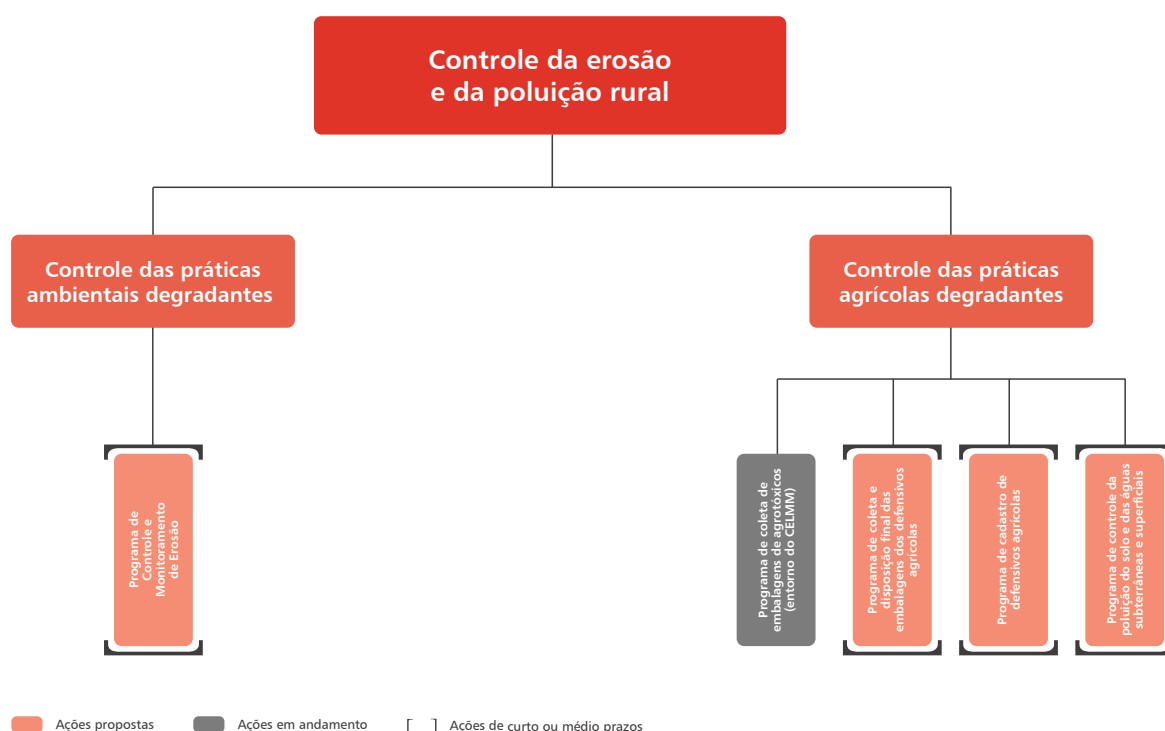 Controle da erosão
e da poluição rural
Controle das práticas
ambientais degradantes
Controle das práticas
agrícolas degradantes
Programa de
Controle e
Monitoramento
de Erosão
Programa de coleta de
embalagens de agrotóxicos
(entorno do CELMM)
Programa de coleta e
disposição final das
embalagens dos defensivos
agrícolas
Programa de cadastro de
defensivos agrícolas
Programa de controle da
poluição do solo e das águas
subterrâneas e superficiais
Ações propostas
Ações em andamento
Ações de curto ou médio prazos